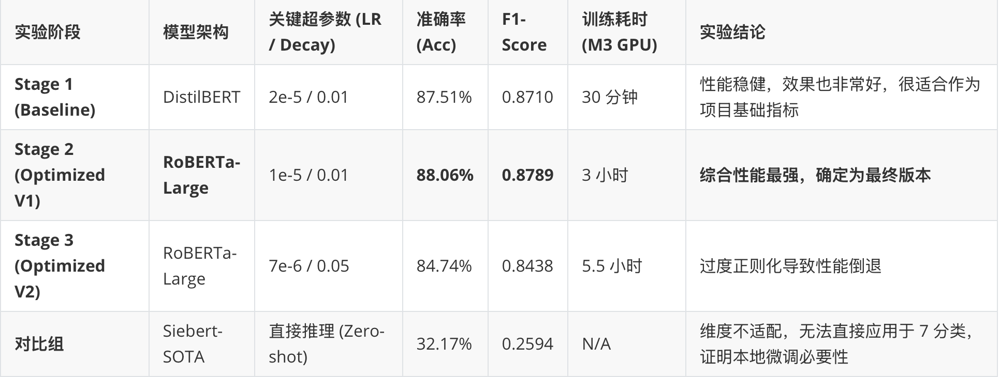 实验阶段
模型架构
关键超参数 (LR
/ Decay)
准确率
(Acc)
F1-
Score
训练耗时
(M3 GPU)
实验结论
Stage 1
(Baseline)
DistilBERT
2e-5 / 0.01
87.51%
0.8710
30 分钟
性能稳健，效果也非常好，很适合作为
项目基础指标
Stage 2
(Optimized
V1)
RoBERTa-
Large
1e-5 / 0.01
88.06%
0.8789
3 小时
综合性能最强，确定为最终版本
Stage 3
(Optimized
V2)
RoBERTa-
Large
7e-6 / 0.05
84.74%
0.8438
5.5 小时
过度正则化导致性能倒退
对比组
Siebert-
SOTA
直接推理 (Zero-
shot)
32.17%
0.2594
N/A
维度不适配，无法直接应用于 7 分类，
证明本地微调必要性